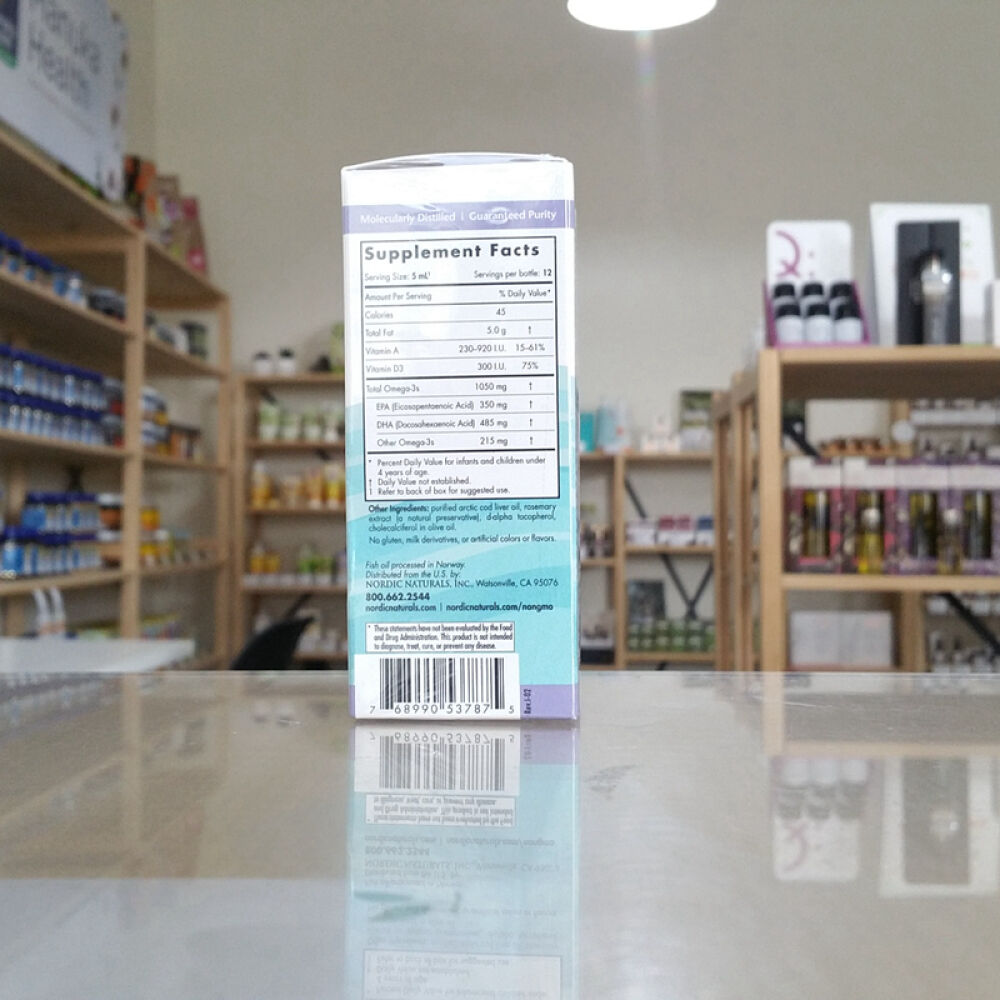 Manuka
Health
Molecularly Distilled | Guaranteed Purity
Supplement Facts
Serving Size: 5 mL¹ Servings per bottle: 12
Amount Per Serving % Daily Value*
Calories 45
Total Fat 5.0 g †
Vitamin A 230–920 I.U. 15–61%
Vitamin D3 300 I.U. 75%
Total Omega-3s 1050 mg †
EPA (Eicosapentaenoic Acid) 350 mg †
DHA (Docosahexaenoic Acid) 485 mg †
Other Omega-3s 215 mg †
* Percent Daily Value for infants and children under
4 years of age.
† Daily Value not established.
1 Refer to back of box for suggested use.
Other Ingredients: purified arctic cod liver oil, rosemary
extract (a natural preservative), d-alpha tocopherol,
cholecalciferol in olive oil.
No gluten, milk derivatives, or artificial colors or flavors.
Fish oil processed in Norway.
Distributed from the U.S. by:
NORDIC NATURALS, INC., Watsonville, CA 95076
800.662.2544
nordicnaturals.com | nordicnaturals.com/nongmo
* These statements have not been evaluated by the Food
and Drug Administration. This product is not intended
to diagnose, treat, cure, or prevent any disease.
7 68990 53787 5
Rev.I-02